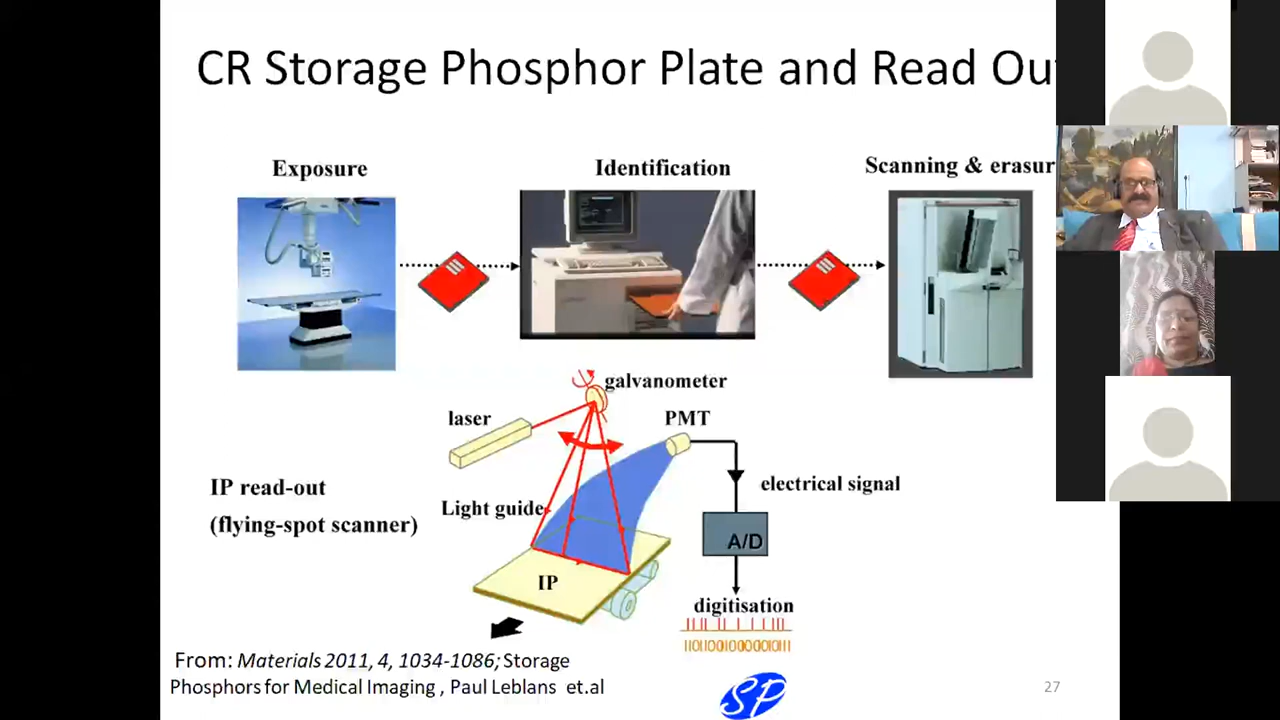 CR Storage Phosphor Plate and Read Ou
Exposure
Identification
Scanning & erasur
galvanometer
laser
PMT
electrical signal
IP read-out
(flying-spot scanner)
Light guide
A/D
IP
digitisation
From: Materials 2011, 4, 1034-1086; Storage
Phosphors for Medical Imaging , Paul Leblans et.al
SP
27